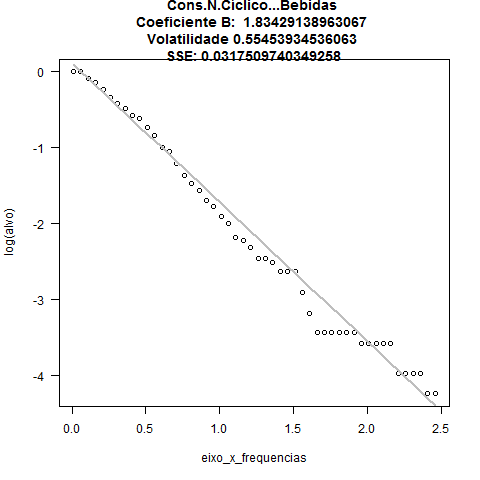 Cons.N.Ciclico...Bebidas
Coeficiente B:  1.83429138963067
Volatilidade 0.55453934536063
SSE: 0.0317509740349258
log(alvo)
0
-1
-2
-3
-4
0.0 0.5 1.0 1.5 2.0 2.5
eixo_x_frequencias